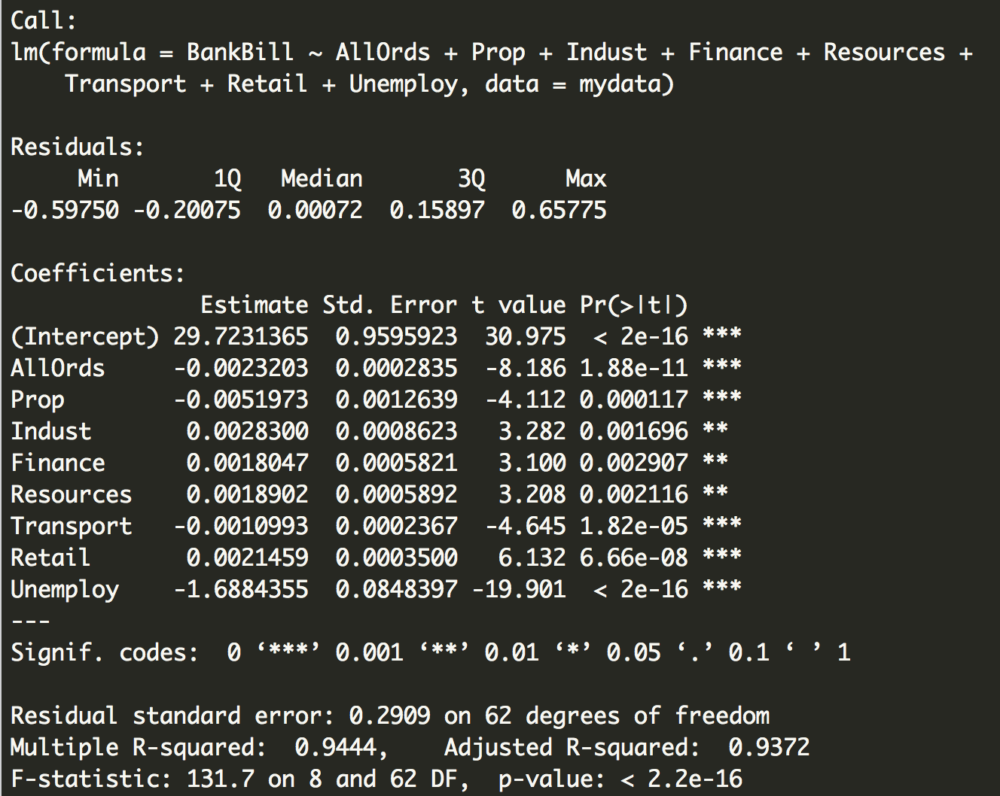 Call:
lm(formula = BankBill ~ AllOrds + Prop + Indust + Finance + Resources +
    Transport + Retail + Unemploy, data = mydata)

Residuals:
     Min       1Q   Median       3Q      Max
-0.59750 -0.20075  0.00072  0.15897  0.65775

Coefficients:
              Estimate Std. Error t value Pr(>|t|)
(Intercept) 29.7231365  0.9595923  30.975  < 2e-16 ***
AllOrds     -0.0023203  0.0002835  -8.186 1.88e-11 ***
Prop        -0.0051973  0.0012639  -4.112 0.000117 ***
Indust       0.0028300  0.0008623   3.282 0.001696 **
Finance      0.0018047  0.0005821   3.100 0.002907 **
Resources    0.0018902  0.0005892   3.208 0.002116 **
Transport   -0.0010993  0.0002367  -4.645 1.82e-05 ***
Retail       0.0021459  0.0003500   6.132 6.66e-08 ***
Unemploy    -1.6884355  0.0848397 -19.901  < 2e-16 ***
---
Signif. codes:  0 ‘***’ 0.001 ‘**’ 0.01 ‘*’ 0.05 ‘.’ 0.1 ‘ ’ 1

Residual standard error: 0.2909 on 62 degrees of freedom
Multiple R-squared:  0.9444,    Adjusted R-squared:  0.9372
F-statistic: 131.7 on 8 and 62 DF,  p-value: < 2.2e-16